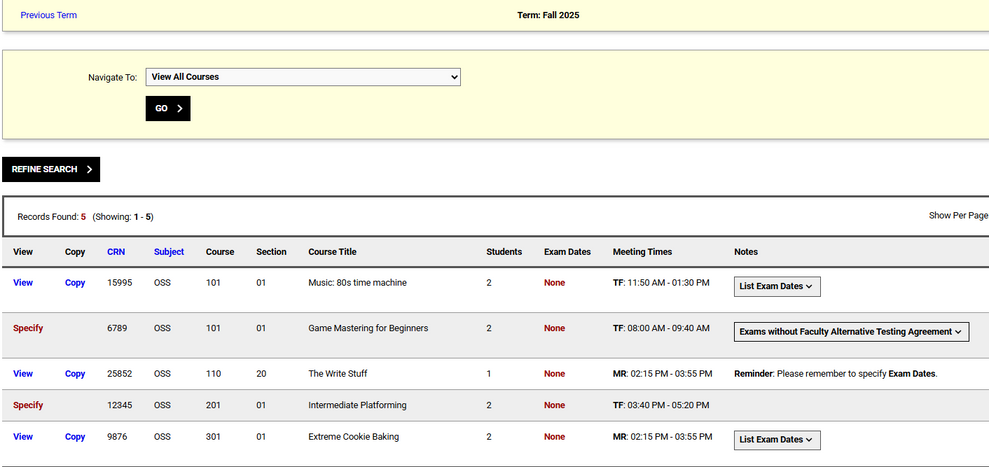 Previous Term Term: Fall 2025
Navigate To: View All Courses
GO
REFINE SEARCH
Records Found: 5 (Showing: 1 - 5) Show Per Page
View Copy CRN Subject Course Section Course Title Students Exam Dates Meeting Times Notes
View Copy 15995 OSS 101 01 Music: 80s time machine 2 None TF: 11:50 AM - 01:30 PM List Exam Dates
Specify 6789 OSS 101 01 Game Mastering for Beginners 2 None TF: 08:00 AM - 09:40 AM Exams without Faculty Alternative Testing Agreement
View Copy 25852 OSS 110 20 The Write Stuff 1 None MR: 02:15 PM - 03:55 PM Reminder: Please remember to specify Exam Dates.
Specify 12345 OSS 201 01 Intermediate Platforming 2 None TF: 03:40 PM - 05:20 PM
View Copy 9876 OSS 301 01 Extreme Cookie Baking 2 None MR: 02:15 PM - 03:55 PM List Exam Dates